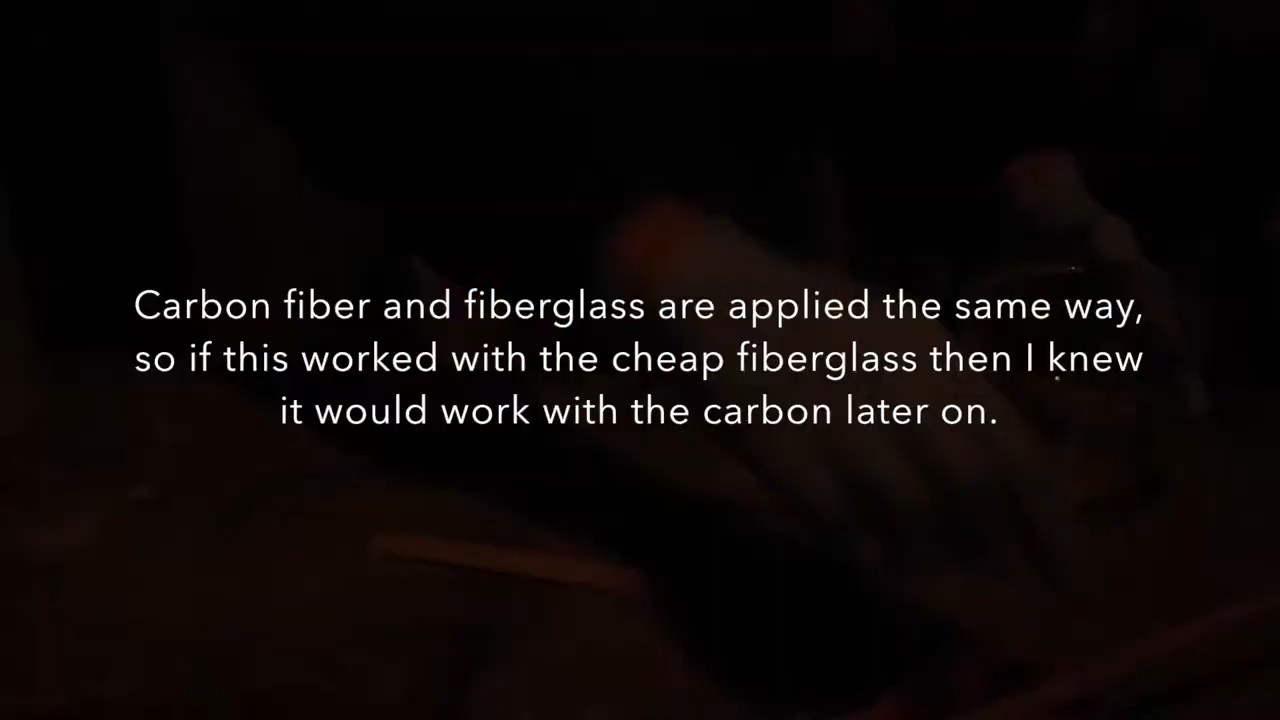 Carbon fiber and fiberglass are applied the same way,
so if this worked with the cheap fiberglass then I knew
it would work with the carbon later on.